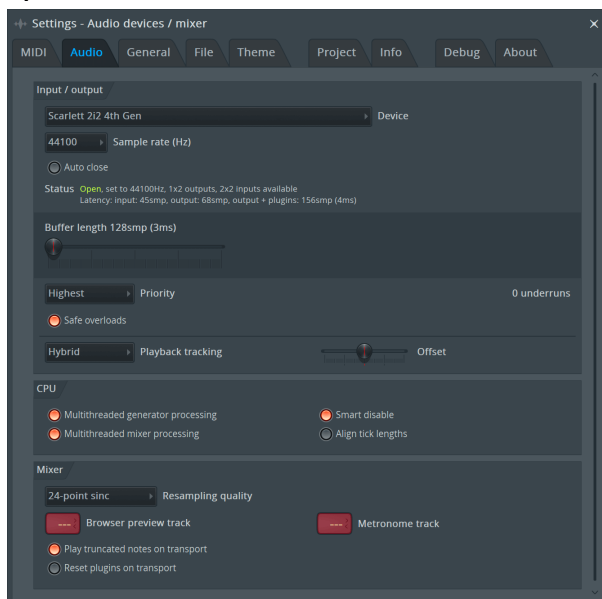 Settings - Audio devices / mixer
MIDI Audio General File Theme Project Info Debug About
Input / output
Scarlett 2i2 4th Gen Device
44100 Sample rate (Hz)
Auto close
Status Open, set to 44100Hz, 1x2 outputs, 2x2 inputs available
Latency: input: 45smp, output: 68smp, output + plugins: 156smp (4ms)
Buffer length 128smp (3ms)
Highest Priority 0 underruns
Safe overloads
Hybrid Playback tracking Offset
CPU
Multithreaded generator processing Smart disable
Multithreaded mixer processing Align tick lengths
Mixer
24-point sinc Resampling quality
--- Browser preview track --- Metronome track
Play truncated notes on transport
Reset plugins on transport